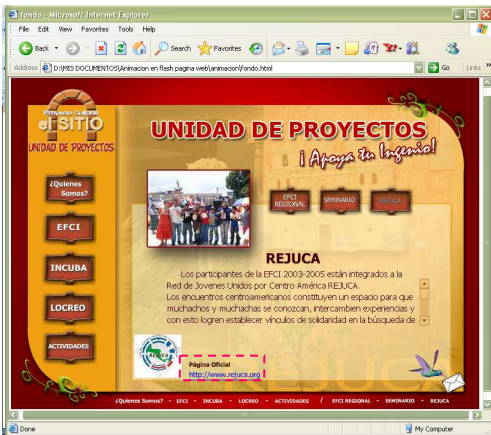 fondo - Microsoft Internet Explorer
File Edit View Favorites Tools Help
Back Search Favorites
Address D:\MIS DOCUMENTOS\Animacion en flash pagina web\animacion\fondo.html Go Links »
Proyecto Cultural
el SITIO
UNIDAD DE PROYECTOS
UNIDAD DE PROYECTOS
¡ Apoya tu Ingenio!
¿Quienes
Somos?
EFCI
INCUBA
LOCREO
ACTIVIDADES
EFCI
REGIONAL
SEMINARIO
REJUCA
REJUCA
Los participantes de la EFCI 2003-2005 están integrados a la
Red de Jovenes Unidos por Centro América REJUCA.
Los encuentros centroamericanos constituyen un espacio para que
muchachos y muchachas se conozcan, intercambien experiencias y
con esto logren establecer vínculos de solidaridad en la búsqueda de
REJUCA
Página Oficial
http://www.rejuca.org
¿Quienes Somos? - EFCI - INCUBA - LOCREO - ACTIVIDADES / EFCI REGIONAL - SEMINARIO - REJUCA
Done My Computer